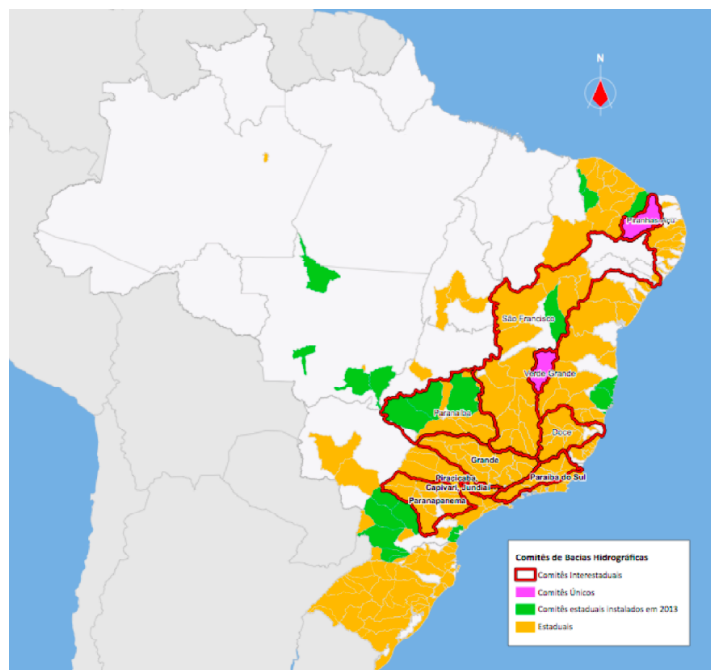 N
Piranhas-Açu
São Francisco
Verde Grande
Paranaíba
Doce
Grande
Piracicaba
Capivari, Jundiaí
Paraíba do Sul
Paranapanema
Comitês de Bacias Hidrográficas
Comitês Interestaduais
Comitês Únicos
Comitês estaduais instalados em 2013
Estaduais